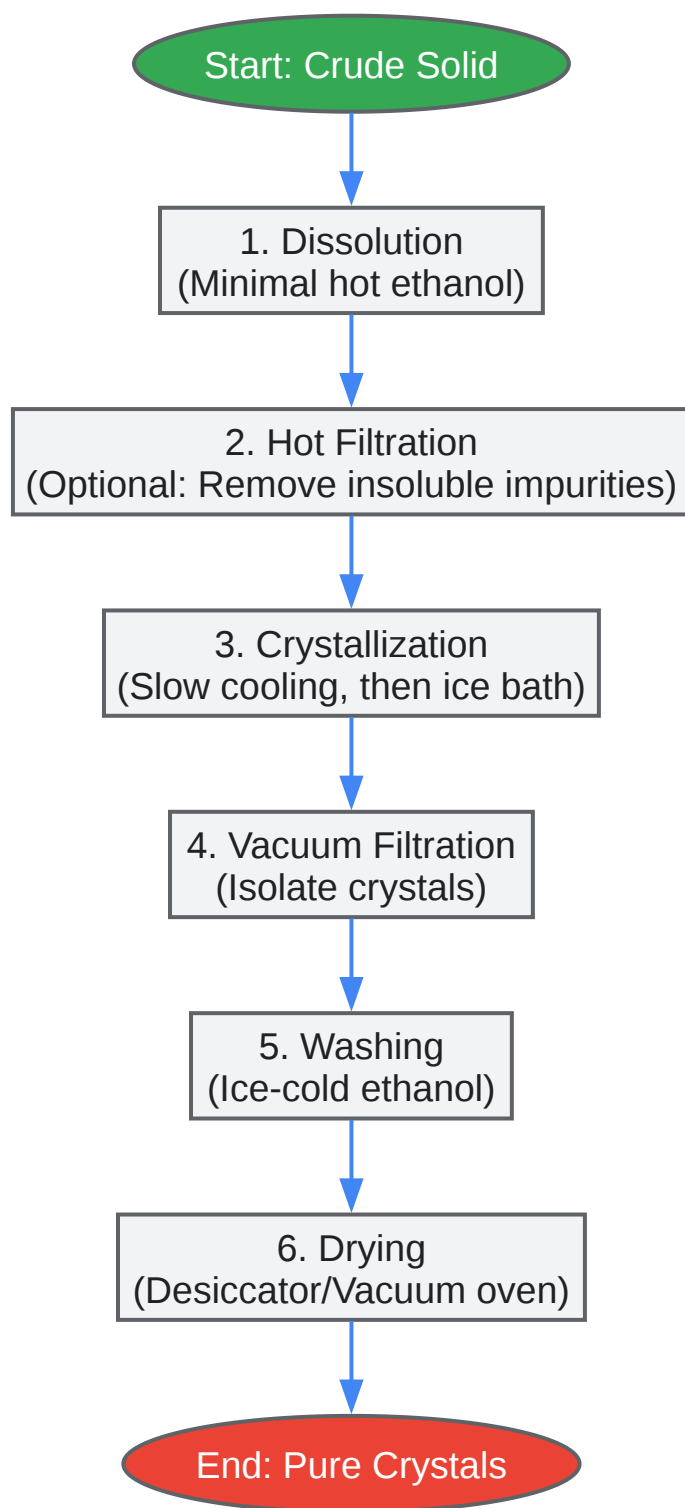 Start: Crude Solid
1. Dissolution
(Minimal hot ethanol)
2. Hot Filtration
(Optional: Remove insoluble impurities)
3. Crystallization
(Slow cooling, then ice bath)
4. Vacuum Filtration
(Isolate crystals)
5. Washing
(Ice-cold ethanol)
6. Drying
(Desiccator/Vacuum oven)
End: Pure Crystals